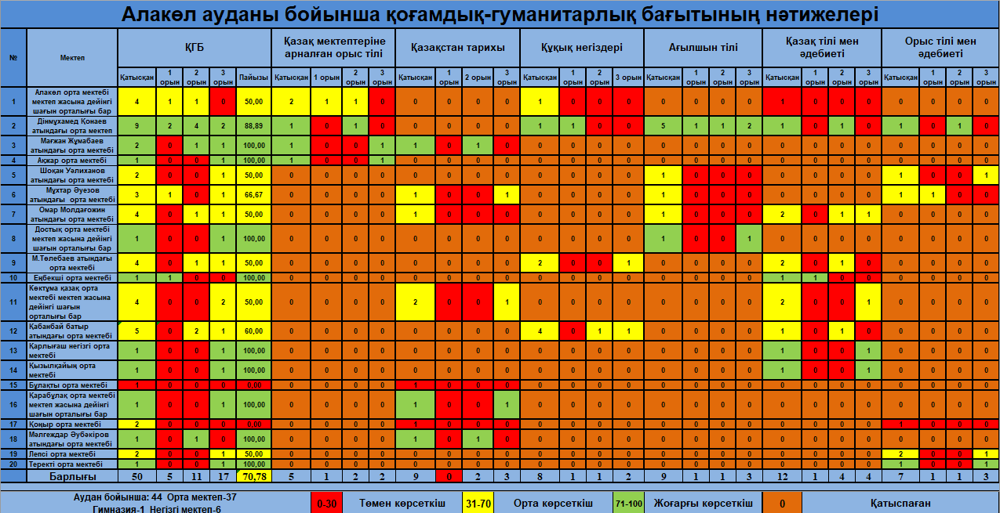 Алакөл ауданы бойынша қоғамдық-гуманитарлық бағытының нәтижелері
№ Мектеп ҚГБ Қазақ мектептеріне арналған орыс тілі Қазақстан тарихы Құқық негіздері Ағылшын тілі Қазақ тілі мен әдебиеті Орыс тілі мен әдебиеті
Қатысқан 1 орын 2 орын 3 орын Пайызы Қатысқан 1 орын 2 орын 3 орын Қатысқан 1 орын 2 орын 3 орын Қатысқан 1 орын 2 орын 3 орын Қатысқан 1 орын 2 орын 3 орын Қатысқан 1 орын 2 орын 3 орын Қатысқан 1 орын 2 орын 3 орын
1 Алакөл орта мектебі мектеп жасына дейінгі шағын орталығы бар 4 1 1 0 50,00 2 1 1 0 0 0 0 0 1 0 0 0 0 0 0 0 1 0 0 0 0 0 0 0
2 Дінмұхамед Қонаев атындағы орта мектеп 9 2 4 2 88,89 1 0 1 0 0 0 0 0 1 1 0 0 5 1 1 2 1 0 1 0 1 0 1 0
3 Мағжан Жұмабаев атындағы орта мектебі 2 0 1 1 100,00 1 0 0 1 1 0 1 0 0 0 0 0 0 0 0 0 0 0 0 0 0 0 0 0
4 Ақжар орта мектебі 1 0 0 1 100,00 1 0 0 1 0 0 0 0 0 0 0 0 0 0 0 0 0 0 0 0 0 0 0 0
5 Шоқан Уәлиханов атындағы орта мектебі 2 0 0 1 50,00 0 0 0 0 0 0 0 0 0 0 0 0 1 0 0 0 0 0 0 0 1 0 0 1
6 Мұхтар Әуезов атындағы орта мектебі 3 1 0 1 66,67 0 0 0 0 1 0 0 1 0 0 0 0 1 0 0 0 0 0 0 0 1 1 0 0
7 Омар Молдағожин атындағы орта мектебі 4 0 1 1 50,00 0 0 0 0 1 0 0 0 0 0 0 0 1 0 0 0 2 0 1 1 0 0 0 0
8 Достық орта мектебі мектеп жасына дейінгі шағын орталығы бар 1 0 0 1 100,00 0 0 0 0 0 0 0 0 0 0 0 0 1 0 0 1 0 0 0 0 0 0 0 0
9 М.Төлебаев атындағы орта мектебі 4 0 1 1 50,00 0 0 0 0 0 0 0 0 2 0 0 1 0 0 0 0 2 0 1 0 0 0 0 0
10 Еңбекші орта мектебі 1 1 0 0 100,00 0 0 0 0 0 0 0 0 0 0 0 0 0 0 0 0 1 1 0 0 0 0 0 0
11 Көктұма қазақ орта мектебі мектеп жасына дейінгі шағын орталығы бар 4 0 0 2 50,00 0 0 0 0 2 0 0 1 0 0 0 0 0 0 0 0 2 0 0 1 0 0 0 0
12 Қабанбай батыр атындағы орта мектебі 5 0 2 1 60,00 0 0 0 0 0 0 0 0 4 0 1 1 0 0 0 0 1 0 1 0 0 0 0 0
13 Қарлығаш негізгі орта мектебі 1 0 0 1 100,00 0 0 0 0 0 0 0 0 0 0 0 0 0 0 0 0 1 0 0 1 0 0 0 0
14 Қызылқайың орта мектебі 1 0 0 1 100,00 0 0 0 0 0 0 0 0 0 0 0 0 0 0 0 0 1 0 0 1 0 0 0 0
15 Бұлақты орта мектебі 1 0 0 0 0,00 0 0 0 0 1 0 0 0 0 0 0 0 0 0 0 0 0 0 0 0 0 0 0 0
16 Қарабұлақ орта мектебі мектеп жасына дейінгі шағын орталығы бар 1 0 0 1 100,00 0 0 0 0 1 0 0 1 0 0 0 0 0 0 0 0 0 0 0 0 0 0 0 0
17 Қоңыр орта мектебі 2 0 0 0 0,00 0 0 0 0 1 0 0 0 0 0 0 0 0 0 0 0 0 0 0 0 1 0 0 0
18 Мәлгеждар Әубәкіров атындағы орта мектебі 1 0 1 0 100,00 0 0 0 0 1 0 1 0 0 0 0 0 0 0 0 0 0 0 0 0 0 0 0 0
19 Лепсі орта мектебі 2 0 0 1 50,00 0 0 0 0 0 0 0 0 0 0 0 0 0 0 0 0 0 0 0 0 2 0 0 1
20 Теректі орта мектебі 1 0 0 1 100,00 0 0 0 0 0 0 0 0 0 0 0 0 0 0 0 0 0 0 0 0 1 0 0 1
Барлығы 50 5 11 17 70,78 5 1 2 2 9 0 2 3 8 1 1 2 9 1 1 3 12 1 4 4 7 1 1 3
Аудан бойынша: 44 Орта мектеп-37
Гимназия-1 Негізгі мектеп-6
0-30 Төмен көрсеткіш 31-70 Орта көрсеткіш 71-100 Жоғарғы көрсеткіш 0 Қатыспаған